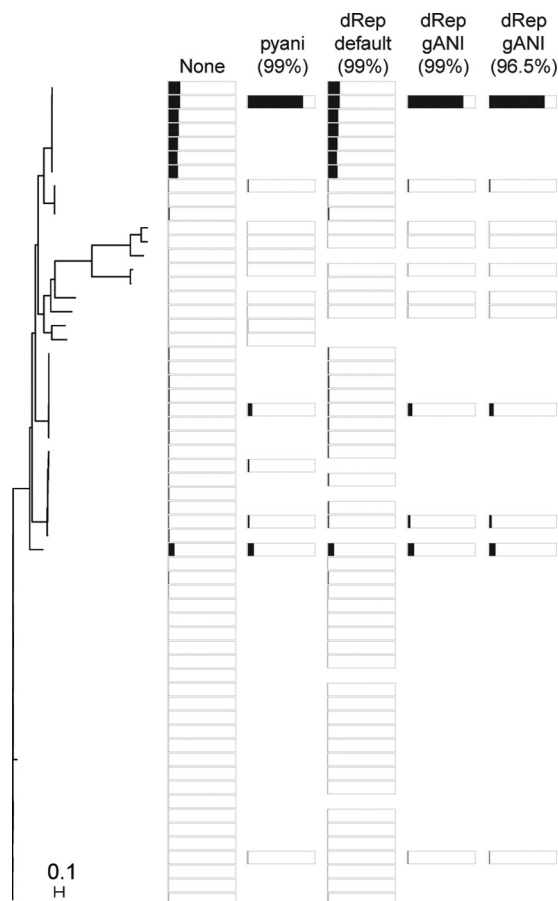 None
pyani
(99%)
dRep
default
(99%)
dRep
gANI
(99%)
dRep
gANI
(96.5%)
0.1